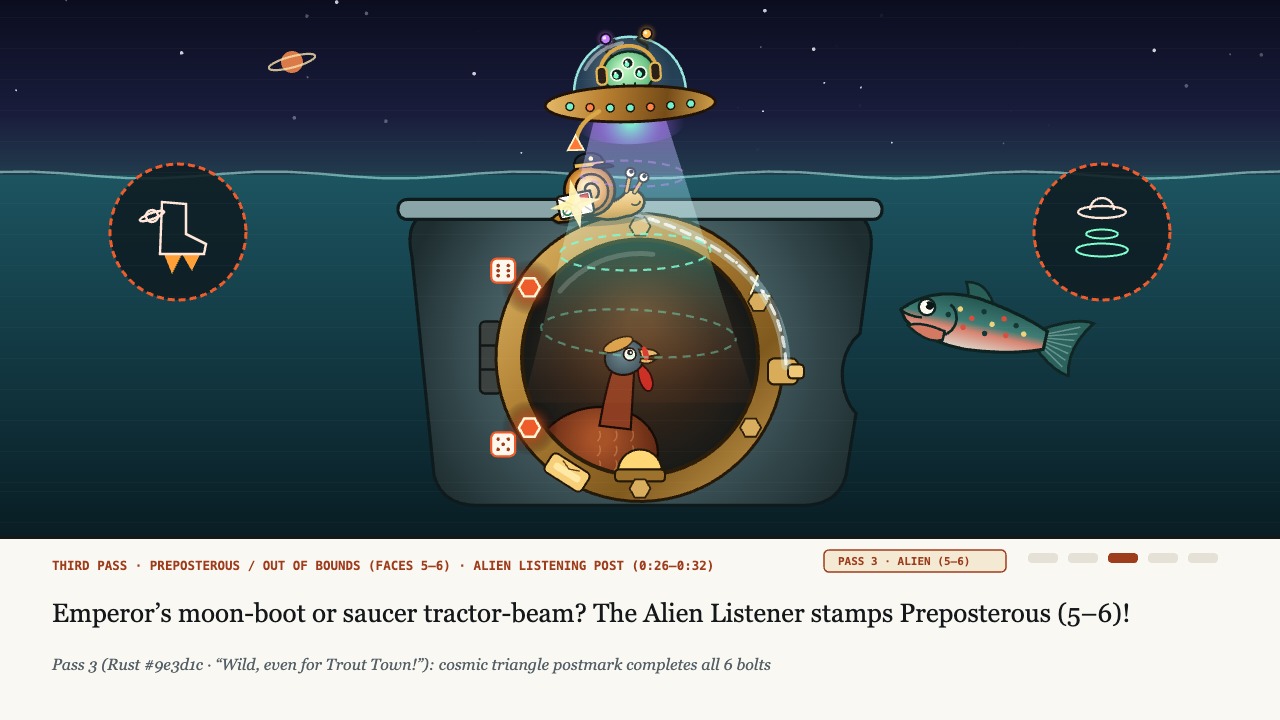 THIRD PASS · PREPOSTEROUS / OUT OF BOUNDS (FACES 5–6) · ALIEN LISTENING POST (0:26–0:32)
PASS 3 · ALIEN (5–6)
Emperor’s moon-boot or saucer tractor-beam? The Alien Listener stamps Preposterous (5–6)!
Pass 3 (Rust #9e3d1c · “Wild, even for Trout Town!”): cosmic triangle postmark completes all 6 bolts